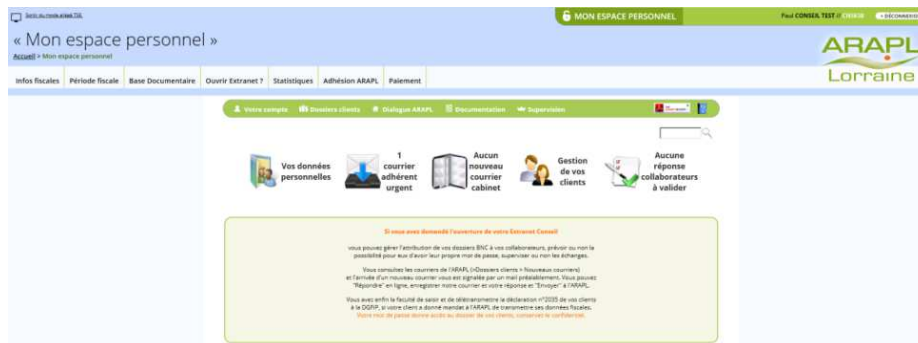 MON ESPACE PERSONNEL
Paul CONSEIL TEST //
« Mon espace personnel »
Accueil » Mon espace personnel
ARAPL
Lorraine
Infos fiscales Période fiscale Base Documentaire Ouvrir Extranet ? Statistiques Adhésion ARAPL Paiement
Votre compte Dossiers clients Dialogue ARAPL Documentation Supervision
Vos données
personnelles
1
courrier
adhérent
urgent
Aucun
nouveau
courrier
cabinet
Gestion
de vos
clients
Aucune
réponse
collaborateurs
à valider
Si vous avez demandé l'ouverture de votre Extranet Conseil
vous pouvez gérer l'attribution de vos dossiers BNC à vos collaborateurs, prévoir ou non la
possibilité pour eux d'avoir leur propre mot de passe, superviser ou non les échanges.
Vous consultez les courriers de l'ARAPL (»Dossiers clients » Nouveaux courriers)
et l'arrivée d'un nouveau courrier vous est signalée par un mail préalablement. Vous pouvez
"Répondre" en ligne, enregistrer notre courrier et votre réponse et "Envoyer" à l'ARAPL.
Vous avez enfin la faculté de saisir et de télétransmettre la déclaration n°2035 de vos clients
à la DGFiP, si votre client a donné mandat à l'ARAPL de transmettre ses données fiscales.
Votre mot de passe donne accès au dossier de vos clients, conservez la confidentialité.